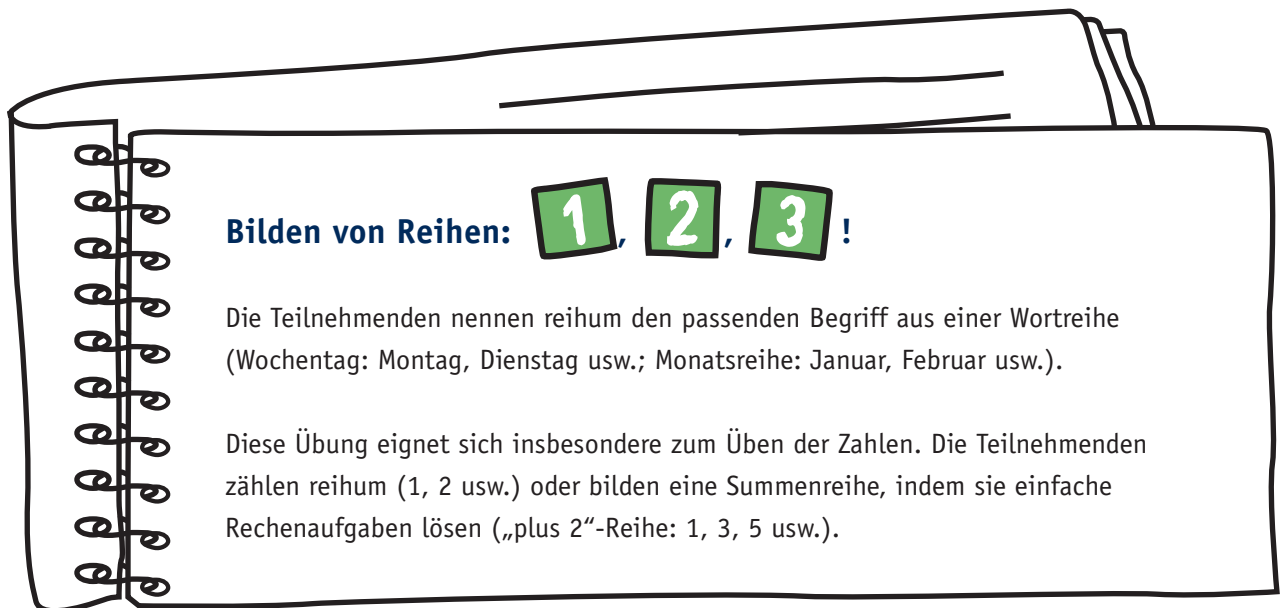 Bilden von Reihen: 1, 2, 3!
Die Teilnehmenden nennen reihum den passenden Begriff aus einer Wortreihe
(Wochentag: Montag, Dienstag usw.; Monatsreihe: Januar, Februar usw.).
Diese Übung eignet sich insbesondere zum Üben der Zahlen. Die Teilnehmenden
zählen reihum (1, 2 usw.) oder bilden eine Summenreihe, indem sie einfache
Rechenaufgaben lösen („plus 2“-Reihe: 1, 3, 5 usw.).